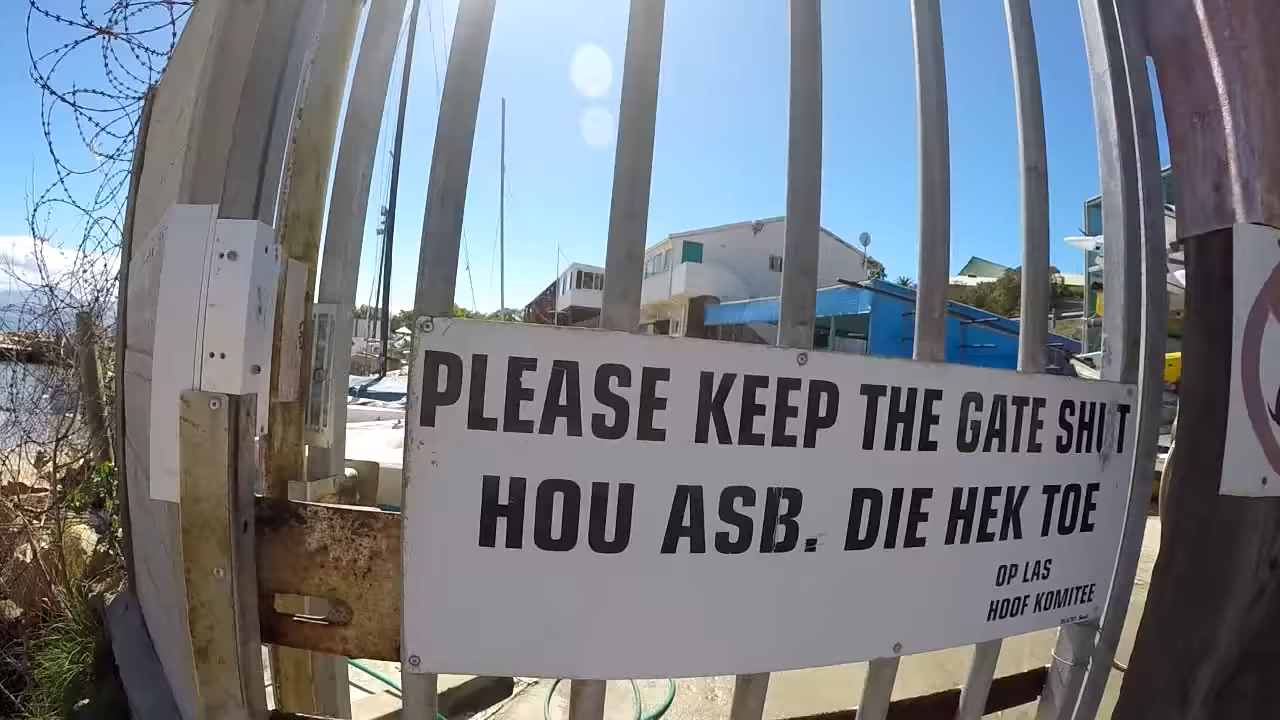 PLEASE KEEP THE GATE SHUT
HOU ASB. DIE HEK TOE
OP LAS
HOOF KOMITEE